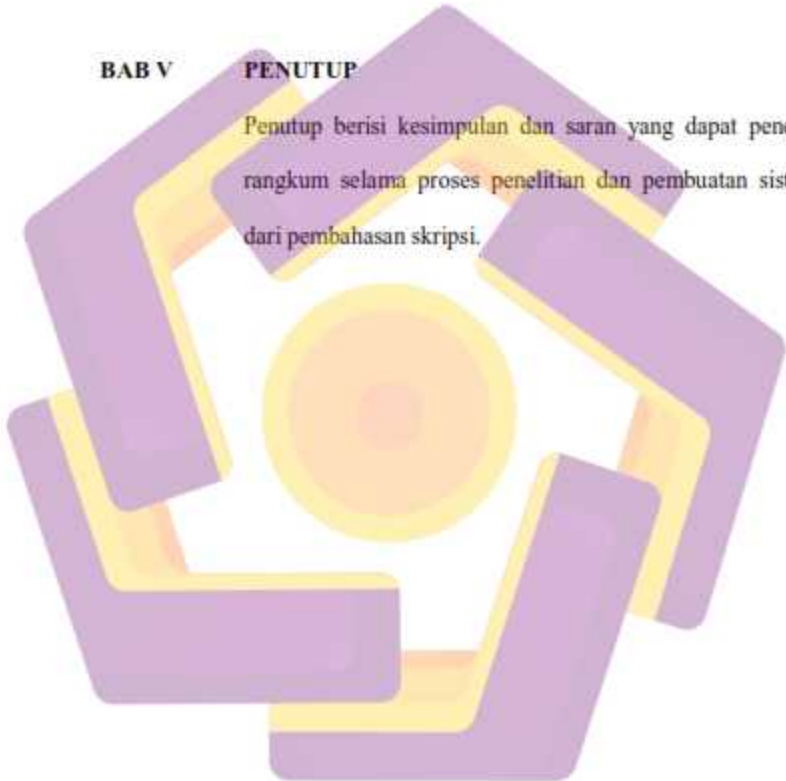 BAB V PENUTUP
Penutup berisi kesimpulan dan saran yang dapat
rangkum selama proses penelitian dan pembuatan
dari pembahasan skripsi.